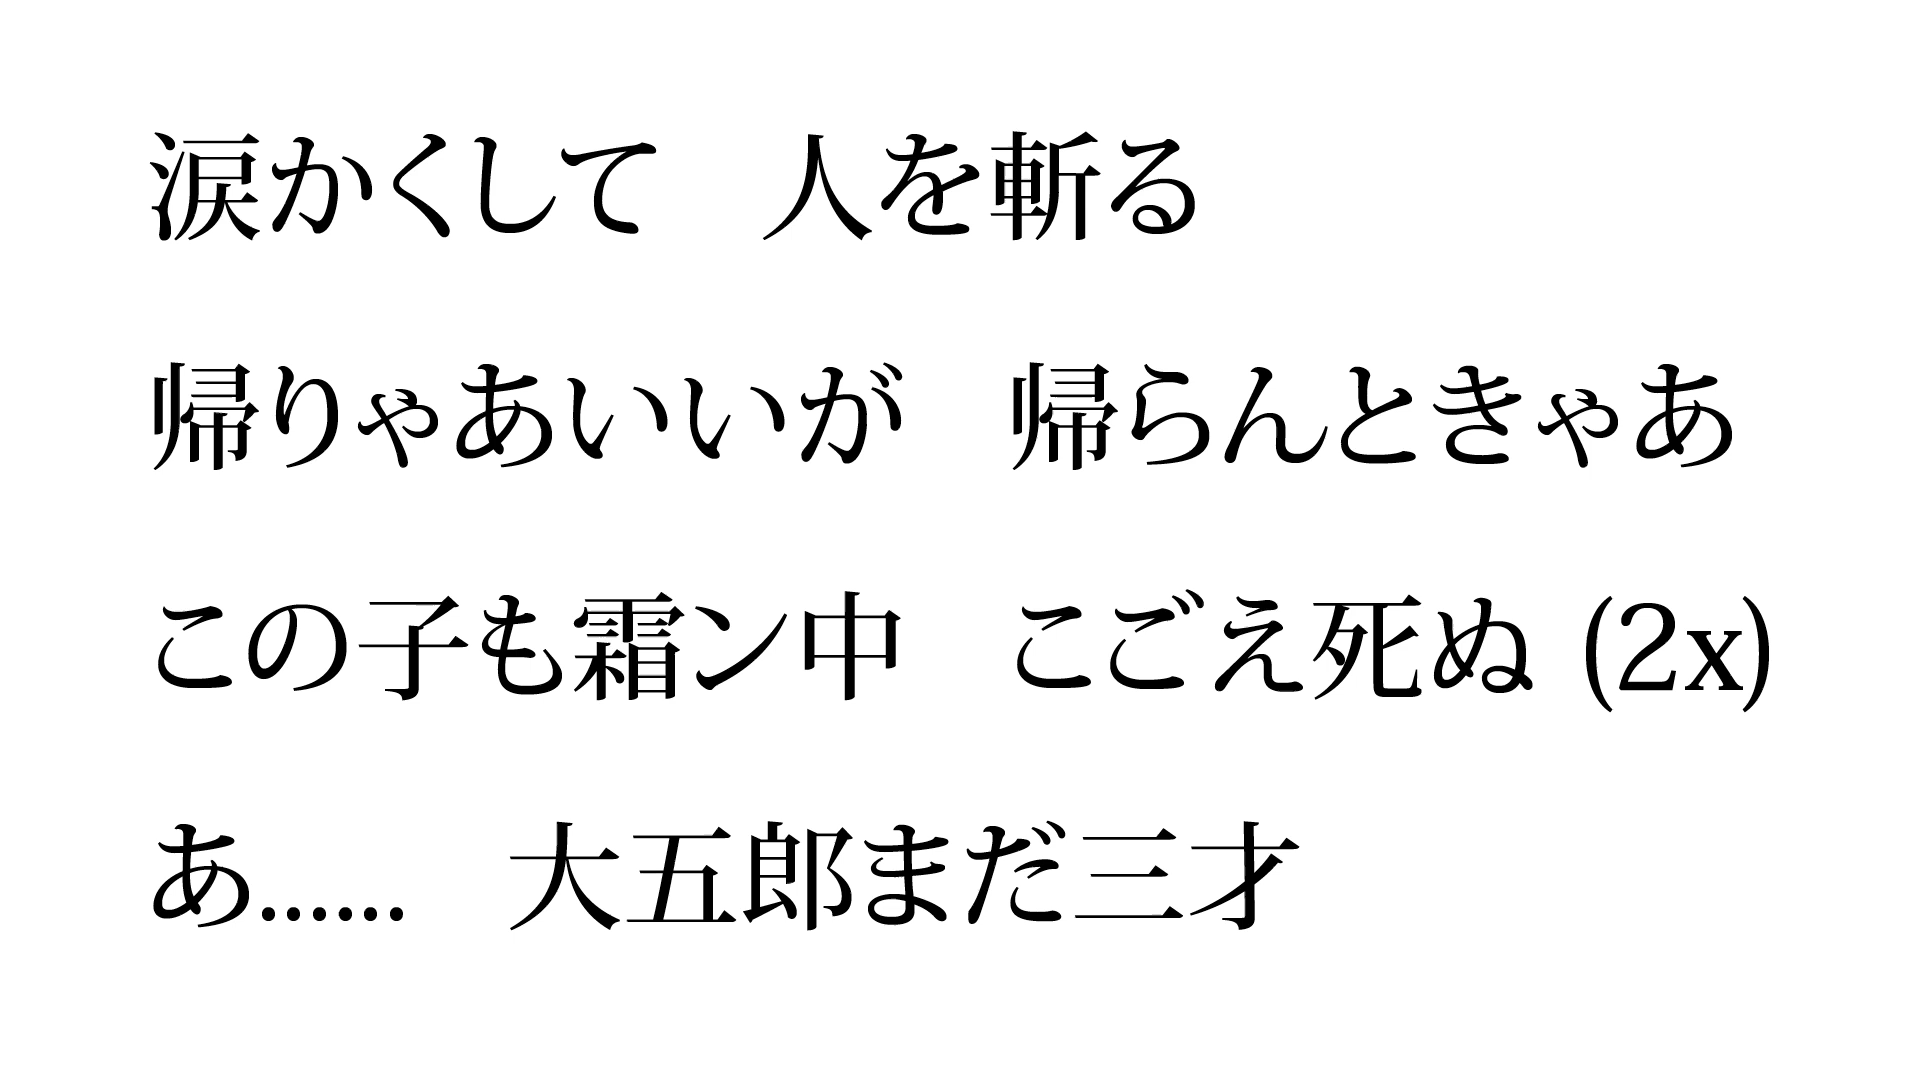 涙かくして　人を斬る
帰りゃあいいが　帰らんときゃあ
この子も霜ン中　こごえ死ぬ (2x)
あ......　大五郎まだ三才